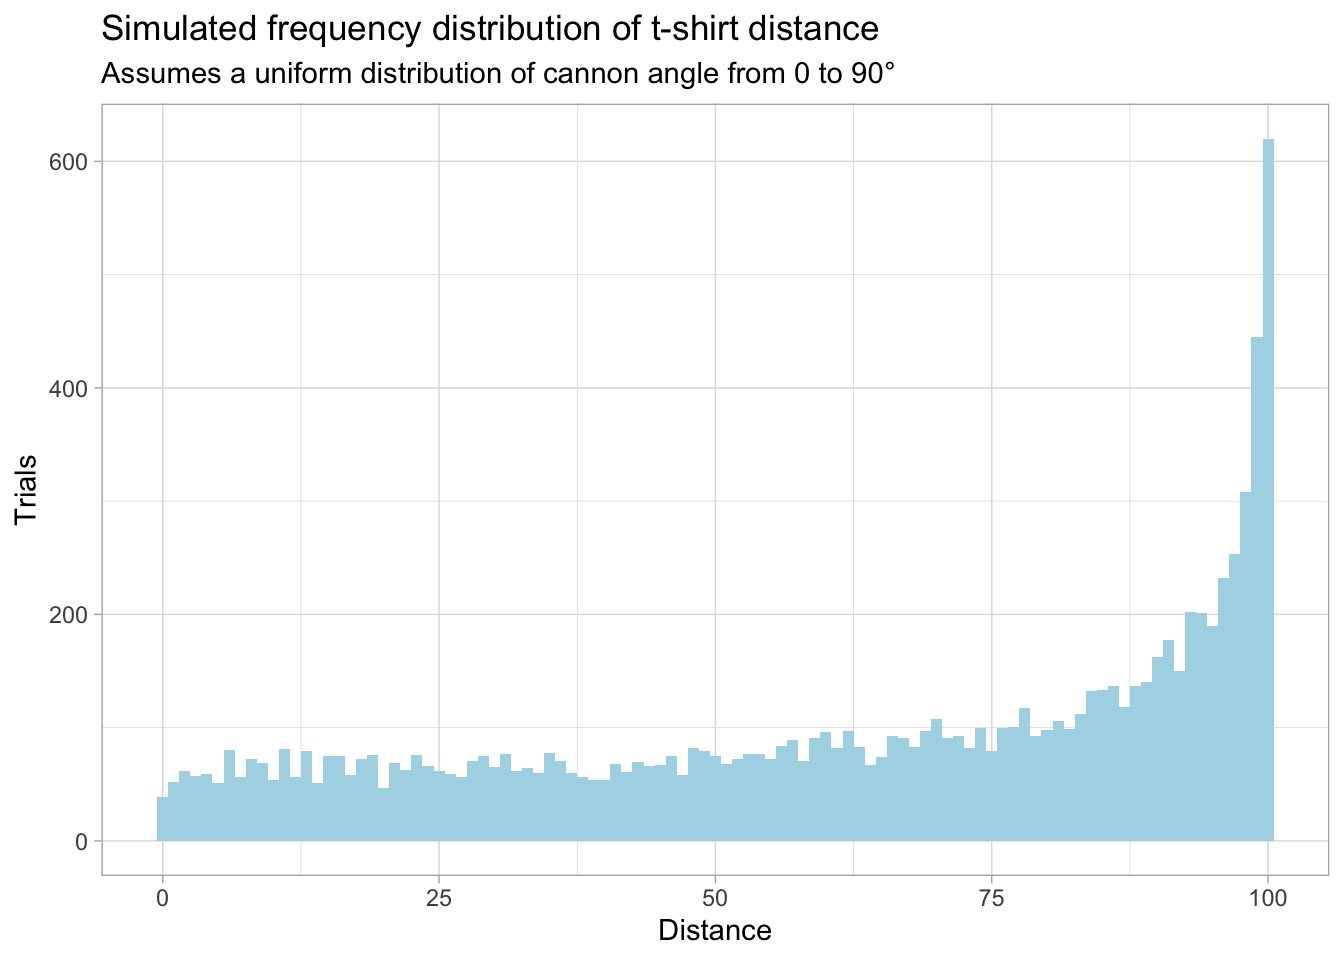 Simulated frequency distribution of t-shirt distance
Assumes a uniform distribution of cannon angle from 0 to 90°
600
400
200
0
Trials
0 25 50 75 100
Distance